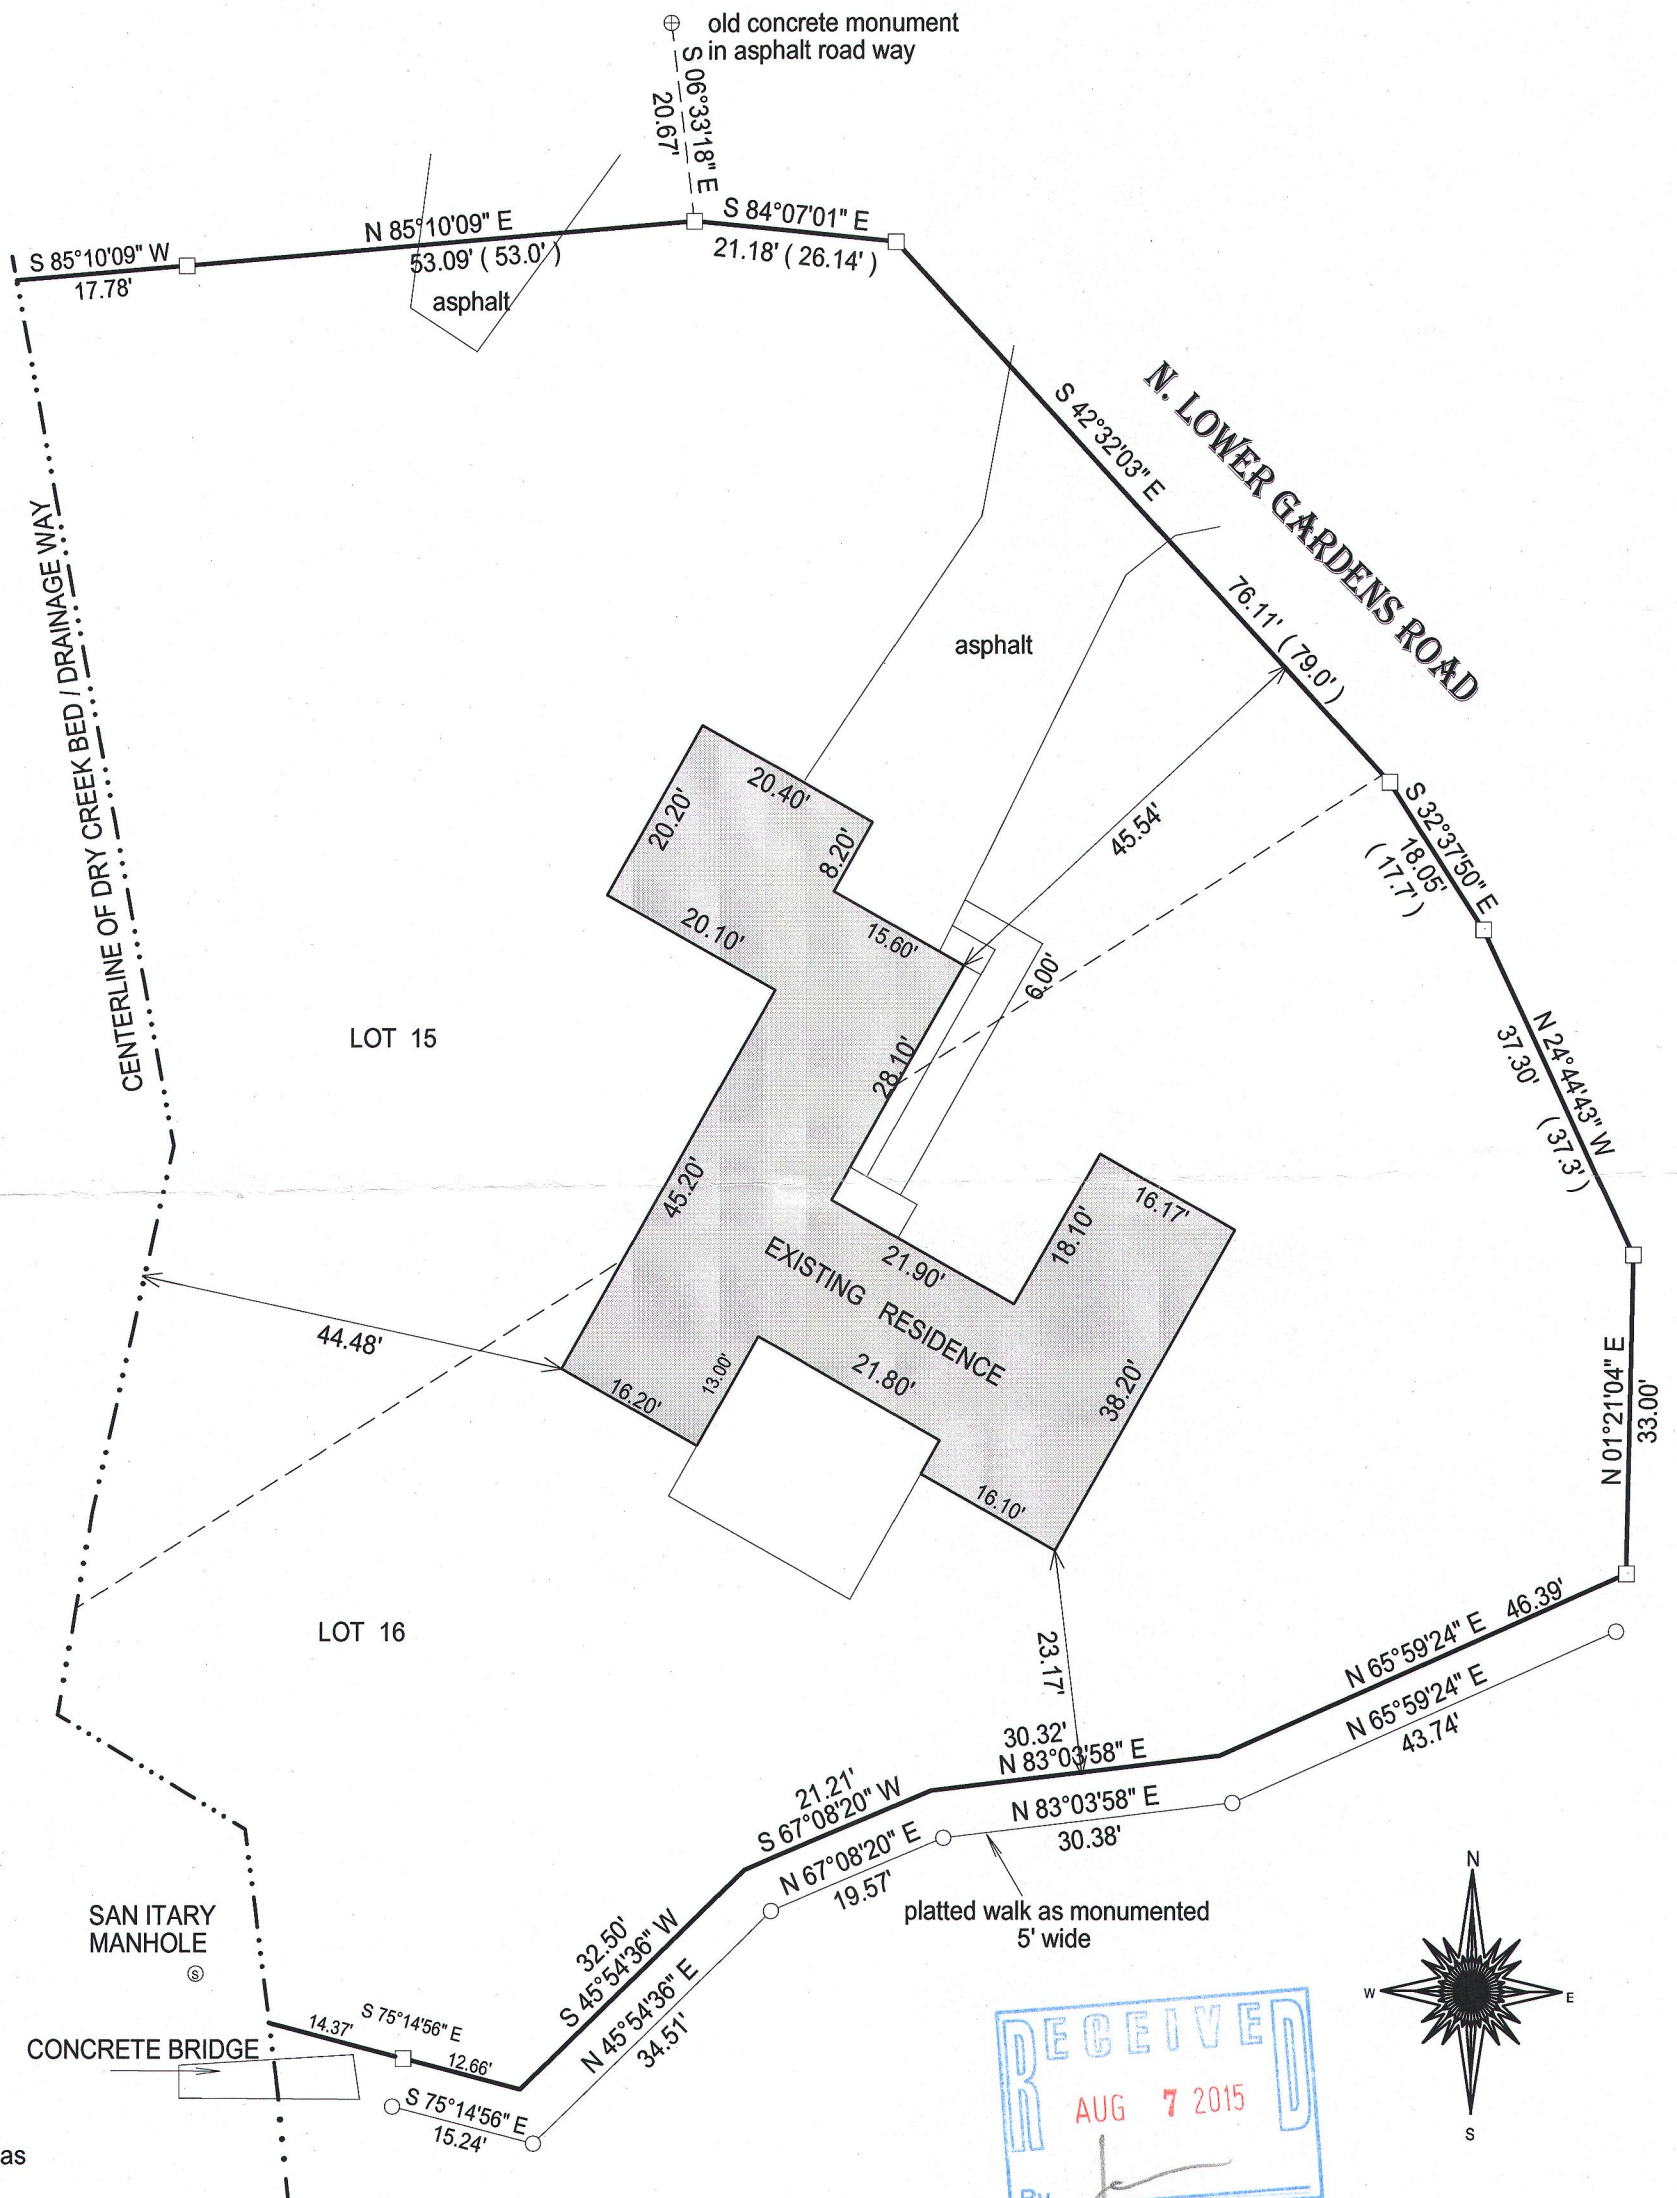 old concrete monument
in asphalt road way
S 06°33'18" E
20.67'
S 85°10'09" W
17.78'
N 85°10'09" E
53.09' ( 53.0' )
asphalt
S 84°07'01" E
21.18' ( 26.14' )
S 42°32'03" E
76.11' ( 79.0' )
N. LOWER GARDENS ROAD
asphalt
45.54'
S 32°37'50" E
18.05'
( 17.7' )
N 24°44'43" W
37.30' ( 37.3' )
N 01°21'04" E
33.00'
CENTERLINE OF DRY CREEK BED / DRAINAGE WAY
20.40'
20.20'
8.20'
20.10'
15.60'
6.00'
28.10'
LOT 15
45.20'
16.17'
18.10'
21.90'
EXISTING RESIDENCE
44.48'
16.20'
13.00'
21.80'
38.20'
16.10'
23.17'
LOT 16
N 65°59'24" E 46.39'
N 65°59'24" E
43.74'
30.32'
N 83°03'58" E
N 83°03'58" E
30.38'
21.21'
S 67°08'20" W
N 67°08'20" E
19.57'
platted walk as monumented
5' wide
32.50'
S 45°54'36" W
N 45°54'36" E
34.51'
SAN ITARY
MANHOLE
S
14.37'
S 75°14'56" E
12.66'
CONCRETE BRIDGE
S 75°14'56" E
15.24'
as
N
W
E
S
RECEIVED
AUG 7 2015
By